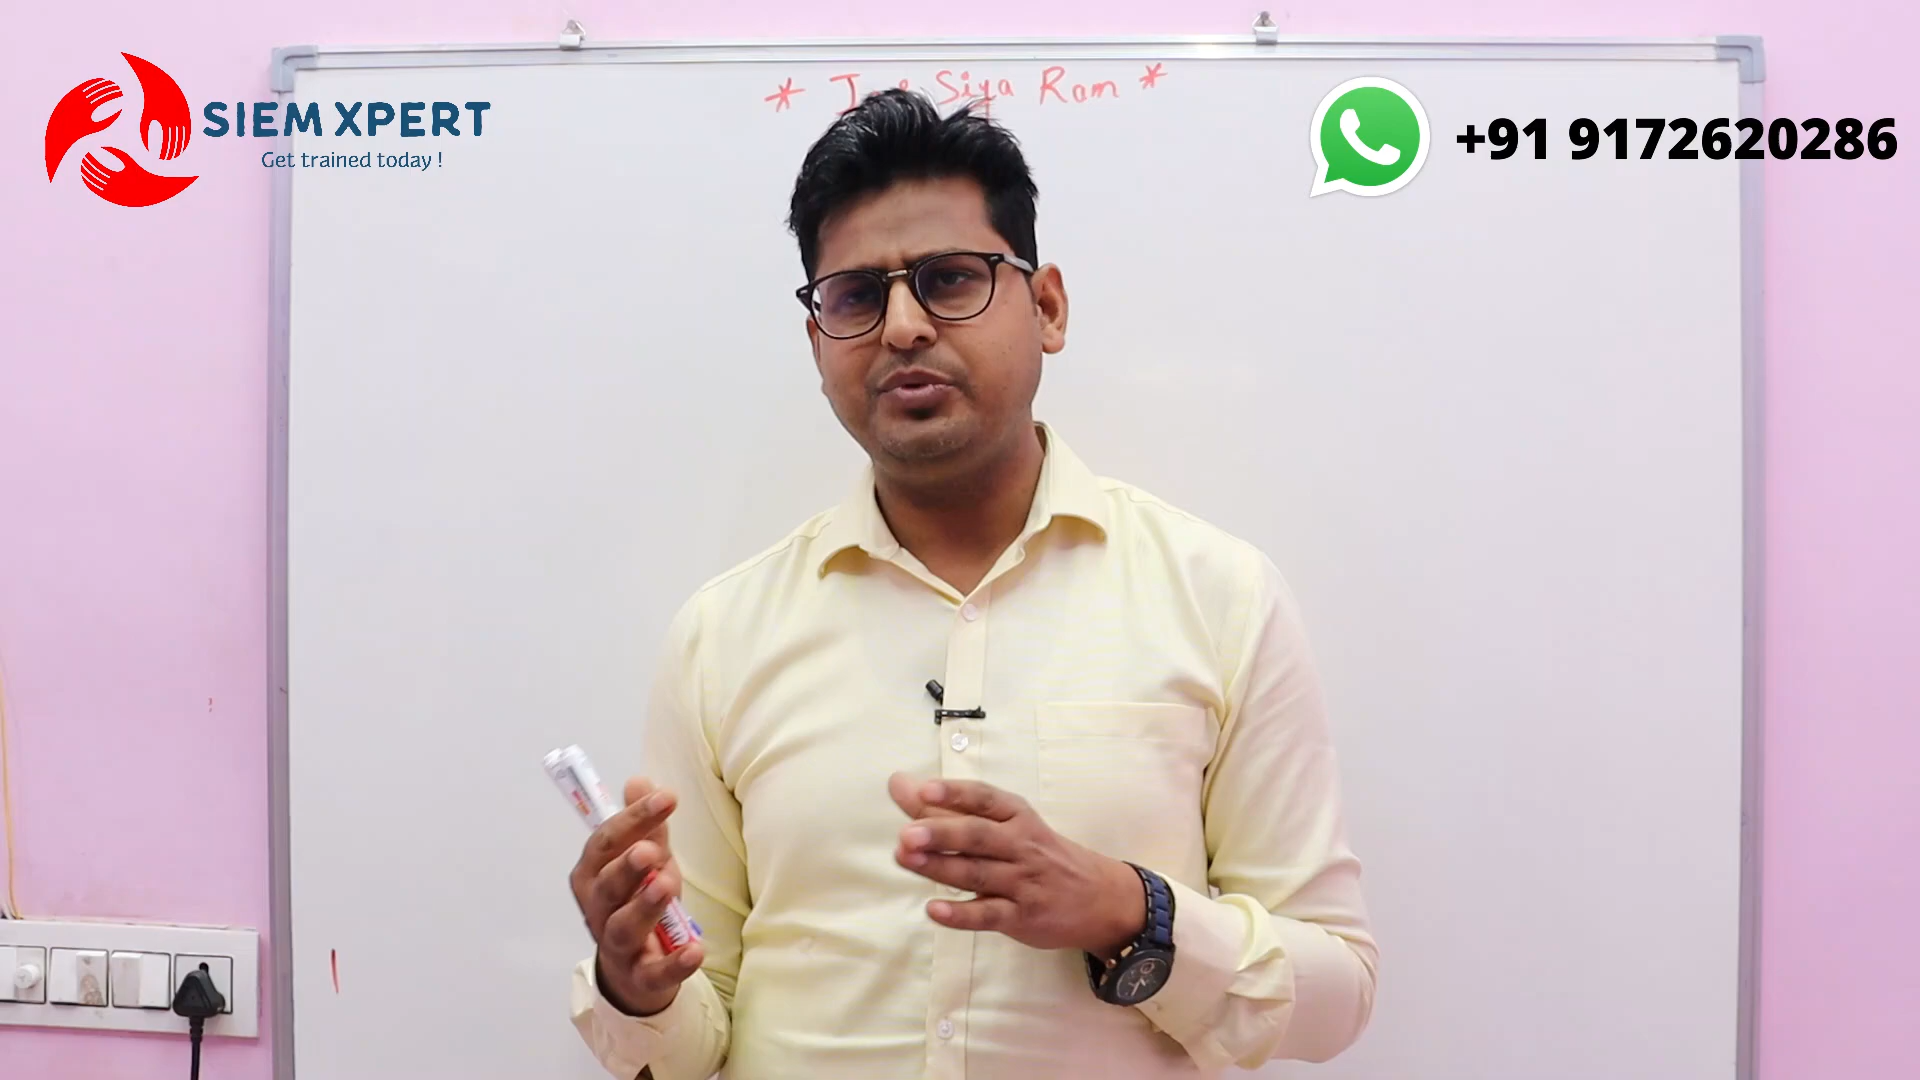 * Siya Ram *
SIEM XPERT
Get trained today !
+91 9172620286